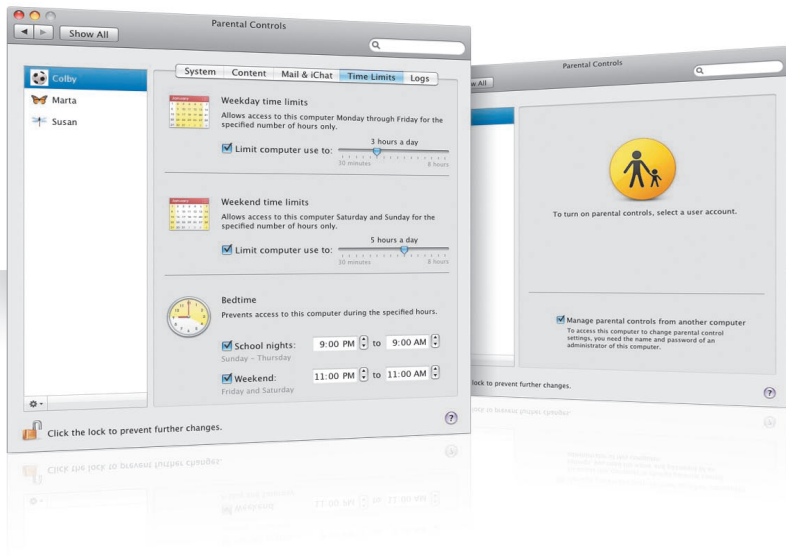 Parental Controls
Show All
Colby
Marta
Susan
System Content Mail & iChat Time Limits Logs
Weekday time limits
Allows access to this computer Monday through Friday for the
specified number of hours only.
3 hours a day
Limit computer use to:
30 minutes 8 hours
Weekend time limits
Allows access to this computer Saturday and Sunday for the
specified number of hours only.
5 hours a day
Limit computer use to:
30 minutes 8 hours
Bedtime
Prevents access to this computer during the specified hours.
School nights: 9:00 PM to 9:00 AM
Sunday – Thursday
Weekend: 11:00 PM to 11:00 AM
Friday and Saturday
Click the lock to prevent further changes.
?
Parental Controls
w All
To turn on parental controls, select a user account.
Manage parental controls from another computer
To access this computer to change parental control
settings, you need the name and password of an
administrator of this computer.
lock to prevent further changes.
?